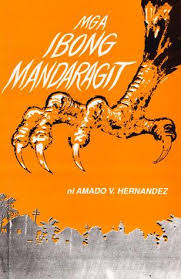 MGA
IBONG
MANDARAGIT
ni AMADO V. HERNANDEZ